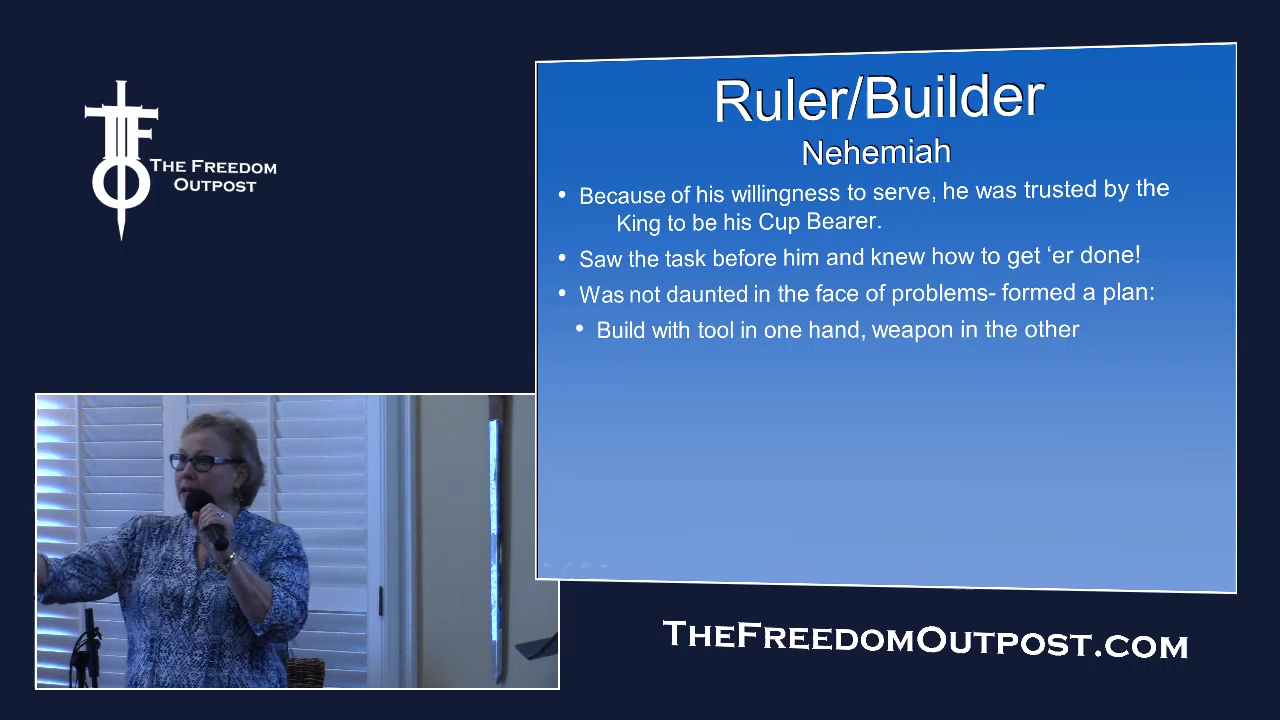 THE FREEDOM
OUTPOST
Ruler/Builder
Nehemiah
• Because of his willingness to serve, he was trusted by the
King to be his Cup Bearer.
• Saw the task before him and knew how to get ‘er done!
• Was not daunted in the face of problems- formed a plan:
• Build with tool in one hand, weapon in the other
THEFREEDOMOUTPOST.COM